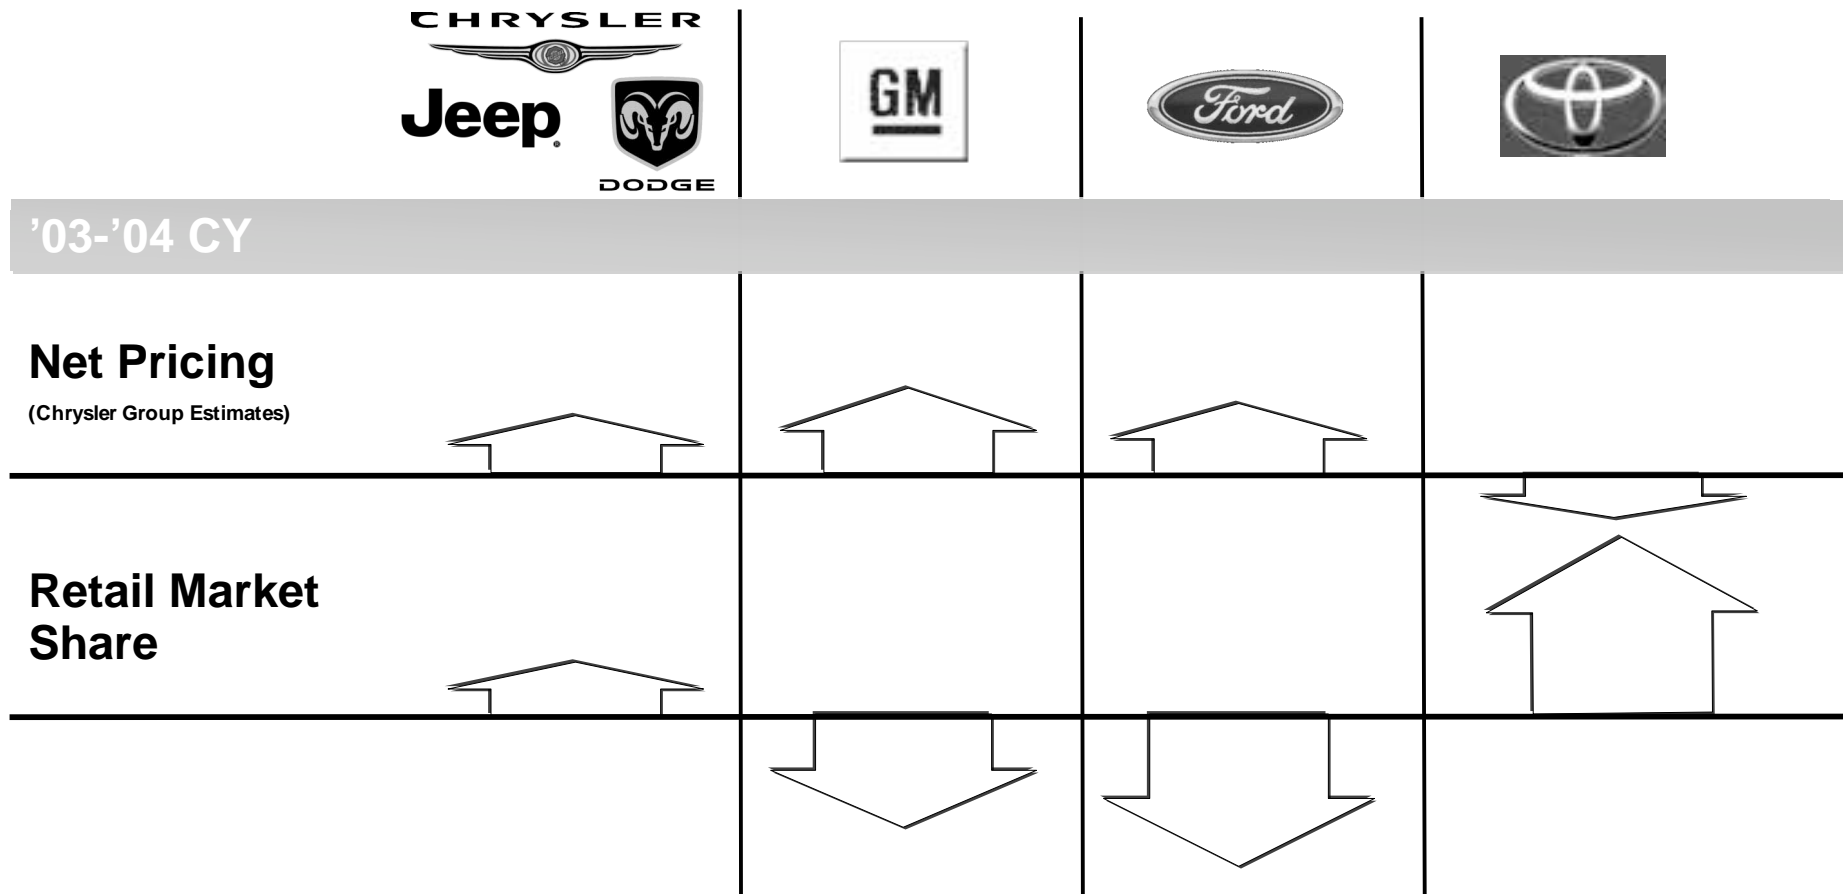 CHRYSLER
Jeep
DODGE
GM
Ford
’03-’04 CY
Net Pricing
(Chrysler Group Estimates)
Retail Market
Share